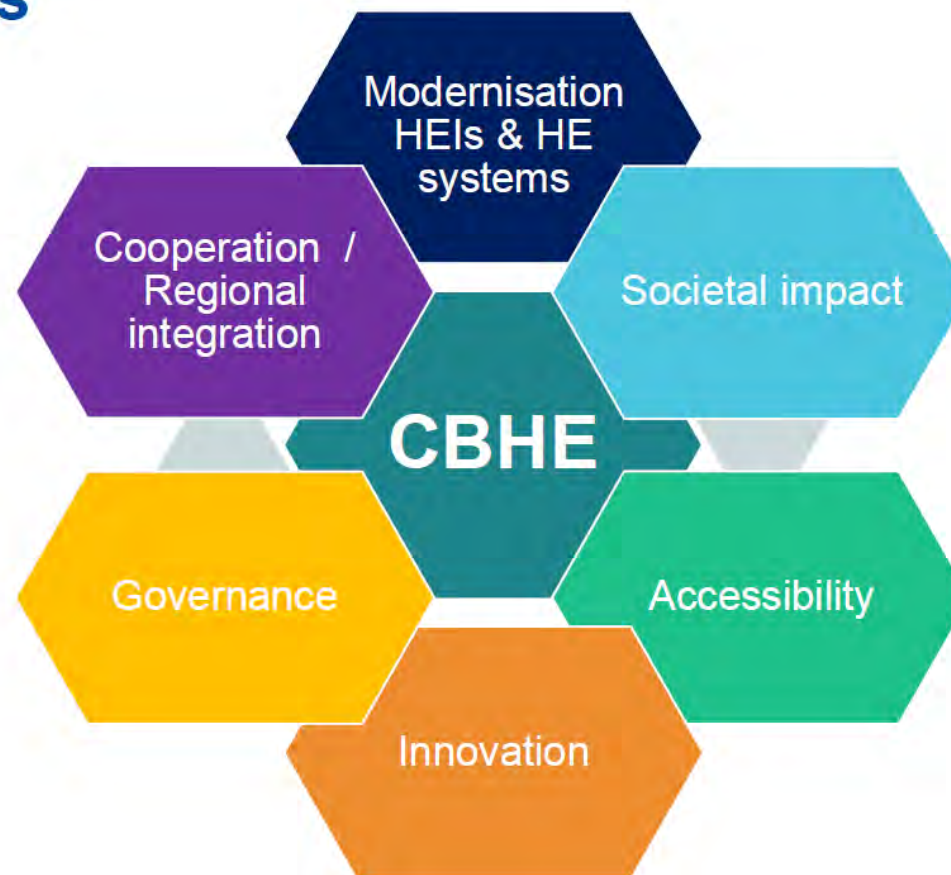 s
Modernisation
HEIs & HE
systems
Cooperation /
Regional
integration
Societal impact
CBHE
Governance
Accessibility
Innovation